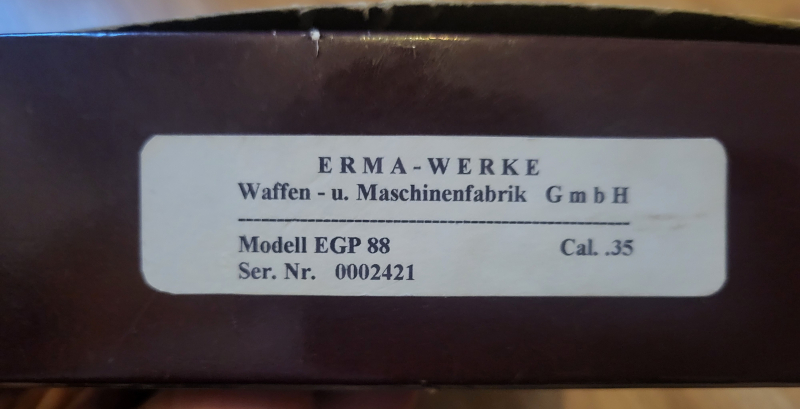 ERMA-WERKE
Waffen - u. Maschinenfabrik GmbH
Modell EGP 88 Cal. .35
Ser. Nr. 0002421